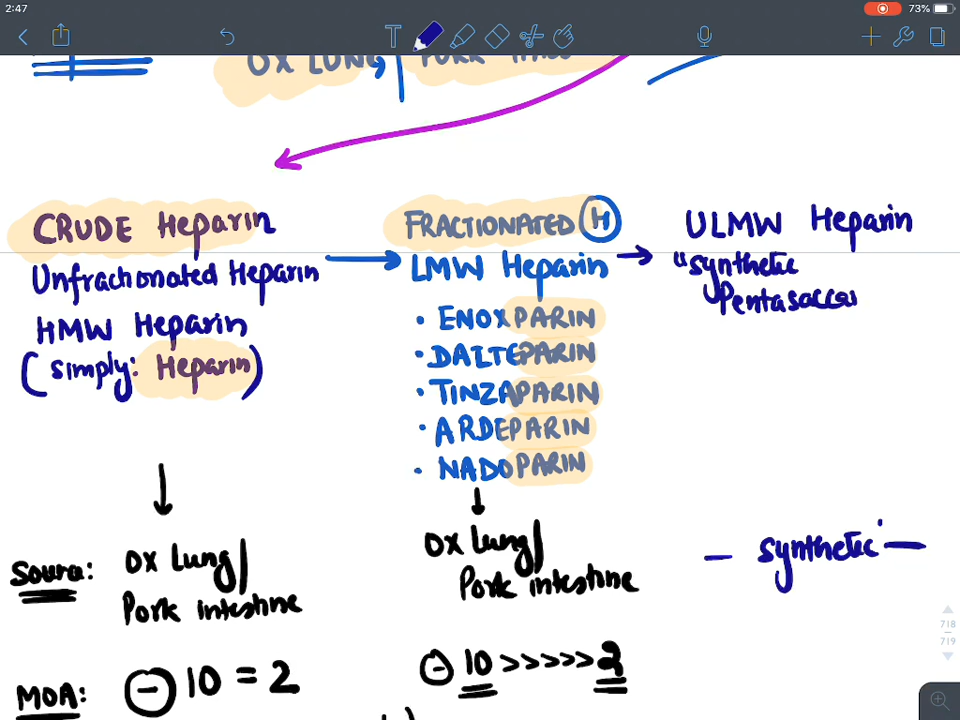 2:47
73%
T
OX LUNG
CRUDE Heparin
Unfractionated Heparin
HMW Heparin
(simply: Heparin)
FRACTIONATED H
LMW Heparin
• ENOXPARIN
• DALTEPARIN
• TINZAPARIN
• ARDEPARIN
• NADOPARIN
ULMW Heparin
"synthetic
Ox Lung/
Pork intestine
Ox Lung/
Pork intestine
- synthetic -
MOA:
- 10 = 2
- 10 >>>>> 2
718
719